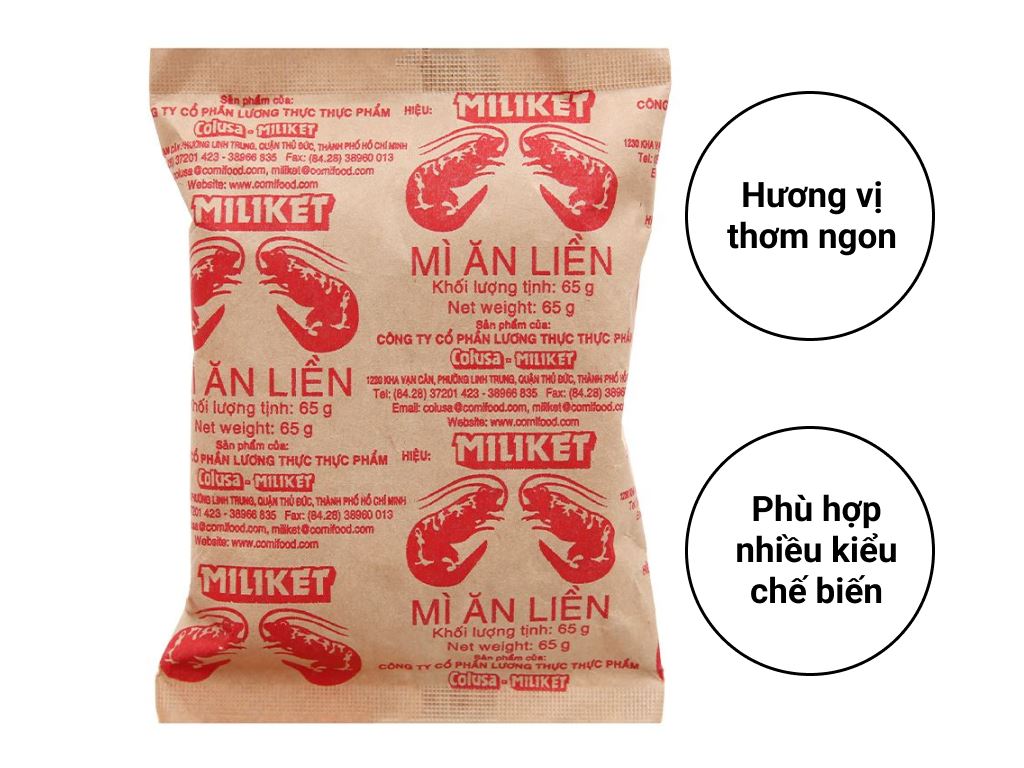 Sản phẩm của:
TY CỔ PHẦN LƯƠNG THỰC THỰC PHẨM
Colusa - MILIKET
PHƯỜNG LINH TRUNG, QUẬN THỦ ĐỨC, THÀNH PHỐ HỒ CHÍ MINH
37201 423 - 38966 835 Fax: (84.28) 38960 013
colusa@comifood.com, miliket@comifood.com
Website: www.comifood.com
MILIKET
MÌ ĂN LIỀN
Khối lượng tịnh: 65 g
Net weight: 65 g
Sản phẩm của:
CỔ PHẦN LƯƠNG THỰC THỰC PHẨM
Colusa - MILIKET
LINH TRUNG, QUẬN THỦ ĐỨC, THÀNH PHỐ HỒ CHÍ MINH
37201 423 - 38966 835 Fax: (84.28) 38960 013
@comifood.com, miliket@comifood.com
Website: www.comifood.com
MILIKET
HIỆU: MILIKET
MÌ ĂN LIỀN
Khối lượng tịnh: 65 g
Net weight: 65 g
Sản phẩm của:
CÔNG TY CỔ PHẦN LƯƠNG THỰC THỰC PHẨM
Colusa - MILIKET
1230 KHA VẠN CÂN, PHƯỜNG LINH TRUNG, QUẬN THỦ ĐỨC, THÀNH PHỐ
Tel: (84.28) 37201 423 - 38966 835 Fax: (84.28)
Email: colusa@comifood.com, miliket@comifood.com
Website: www.comifood.com
HIỆU: MILIKET
MÌ ĂN LIỀN
Khối lượng tịnh: 65 g
Net weight: 65 g
Sản phẩm của:
CÔNG TY CỔ PHẦN LƯƠNG THỰC THỰC PHẨM
Colusa - MILIKET
CÔNG
1230 KHA VẠN
Tel:
Hương vị
thơm ngon
Phù hợp
nhiều kiểu
chế biến